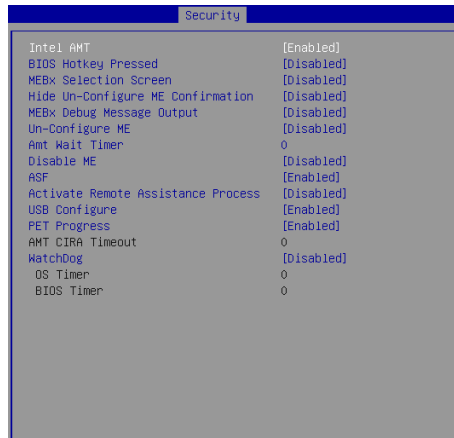 Security
Intel AMT [Enabled]
BIOS Hotkey Pressed [Disabled]
MEBx Selection Screen [Disabled]
Hide Un-Configure ME Confirmation [Disabled]
MEBx Debug Message Output [Disabled]
Un-Configure ME [Disabled]
Amt Wait Timer 0
Disable ME [Disabled]
ASF [Enabled]
Activate Remote Assistance Process [Disabled]
USB Configure [Enabled]
PET Progress [Enabled]
AMT CIRA Timeout 0
WatchDog [Disabled]
OS Timer 0
BIOS Timer 0